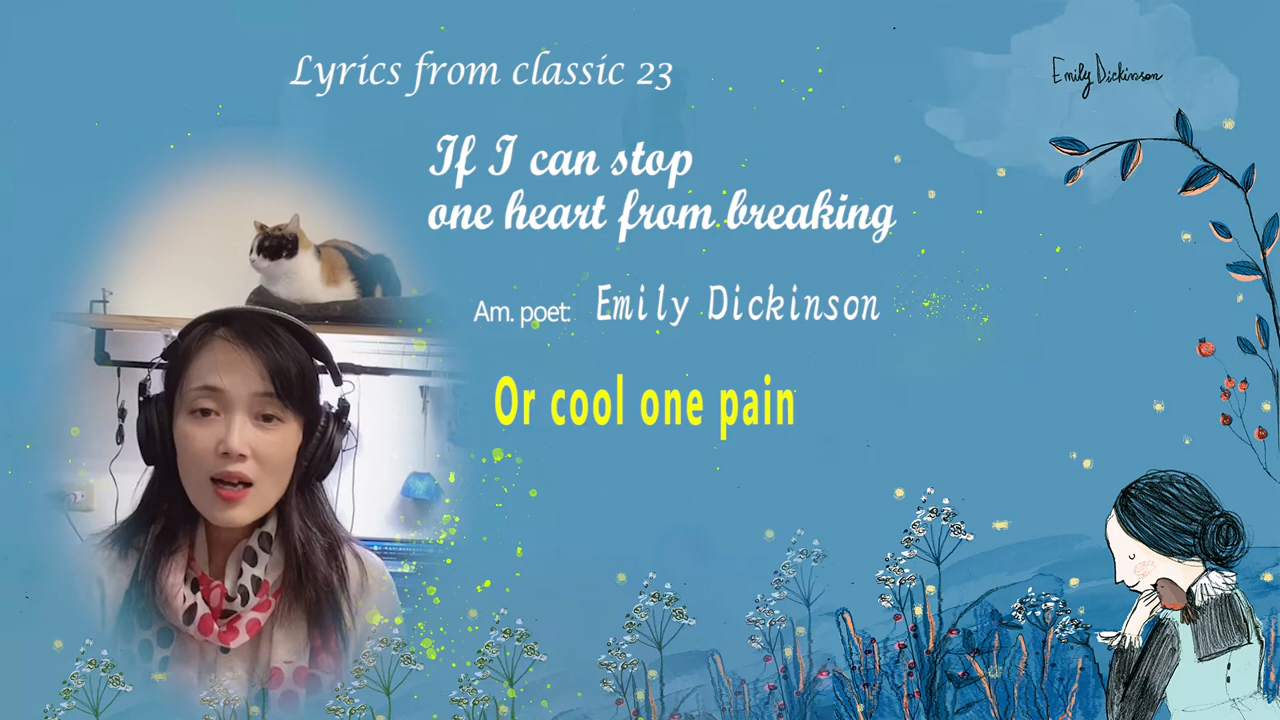 Lyrics from classic 23
Emily Dickinson
If I can stop
one heart from breaking
Am. poet: Emily Dickinson
Or cool one pain